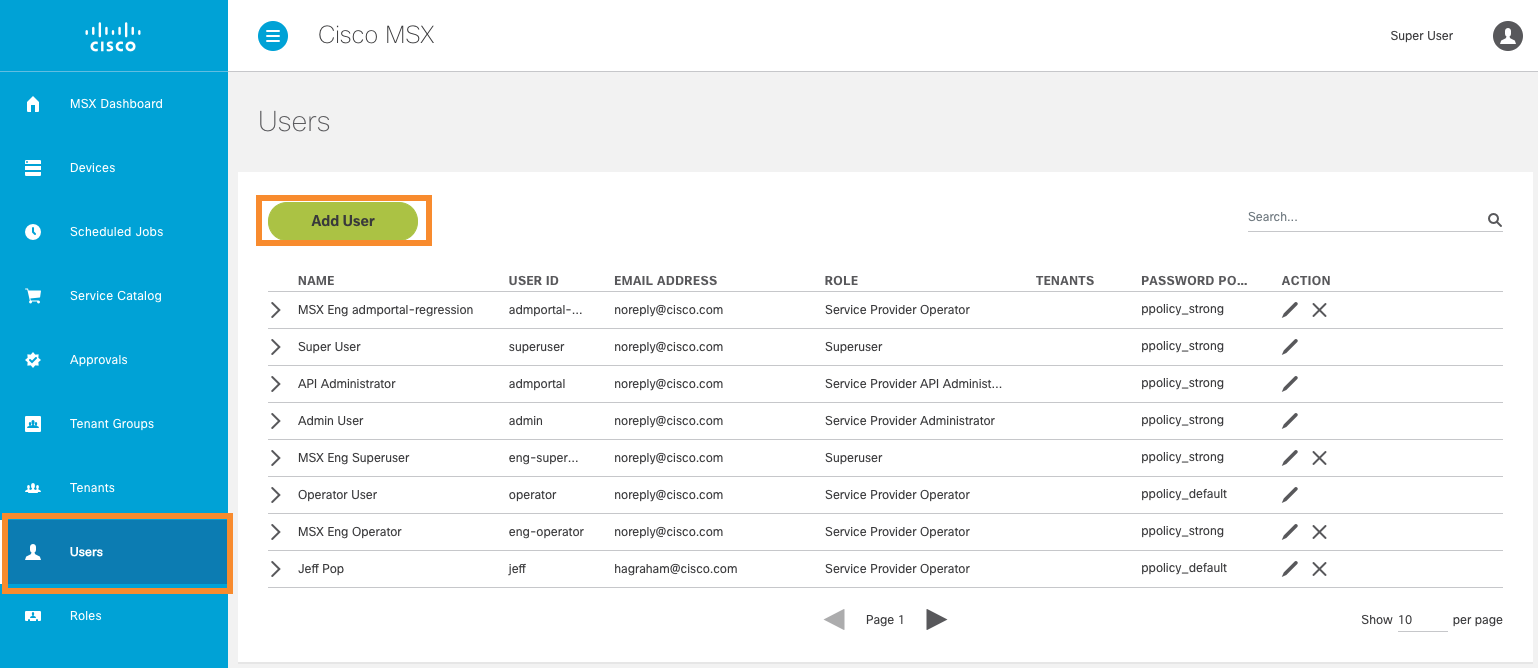 CISCO
Cisco MSX
Super User
MSX Dashboard
Devices
Scheduled Jobs
Service Catalog
Approvals
Tenant Groups
Tenants
Users
Roles
Users
Add User
Search...
NAME USER ID EMAIL ADDRESS ROLE TENANTS PASSWORD PO... ACTION
MSX Eng admportal-regression admportal-... noreply@cisco.com Service Provider Operator ppolicy_strong
Super User superuser noreply@cisco.com Superuser ppolicy_strong
API Administrator admportal noreply@cisco.com Service Provider API Administ... ppolicy_strong
Admin User admin noreply@cisco.com Service Provider Administrator ppolicy_strong
MSX Eng Superuser eng-super... noreply@cisco.com Superuser ppolicy_strong
Operator User operator noreply@cisco.com Service Provider Operator ppolicy_default
MSX Eng Operator eng-operator noreply@cisco.com Service Provider Operator ppolicy_strong
Jeff Pop jeff hagraham@cisco.com Service Provider Operator ppolicy_default
Page 1
Show 10 per page